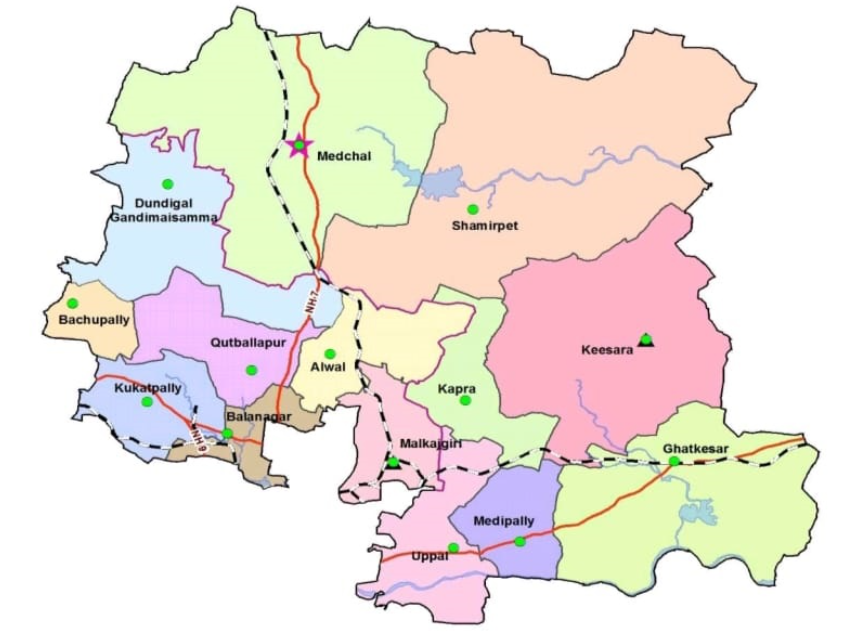 Medchal
Dundigal
Gandimaisamma
Shamirpet
NH-7
Bachupally
Qutballapur
Keesara
Alwal
Kukatpally
Kapra
Balanagar
NH 9
Malkajgiri
Ghatkesar
Medipally
Uppal